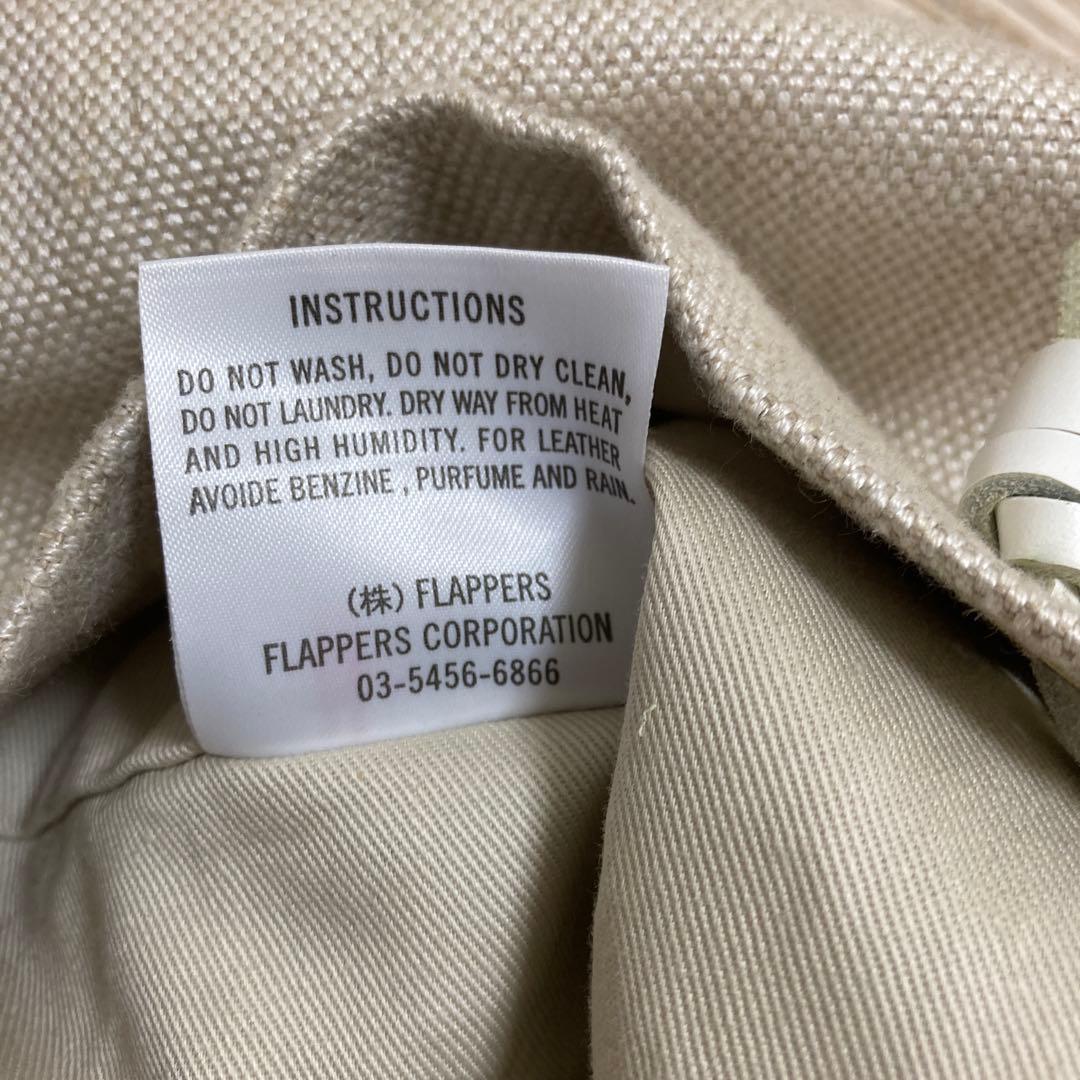 INSTRUCTIONS
DO NOT WASH, DO NOT DRY CLEAN,
DO NOT LAUNDRY. DRY WAY FROM HEAT
AND HIGH HUMIDITY. FOR LEATHER
AVOIDE BENZINE , PURFUME AND RAIN.
(株) FLAPPERS
FLAPPERS CORPORATION
03-5456-6866